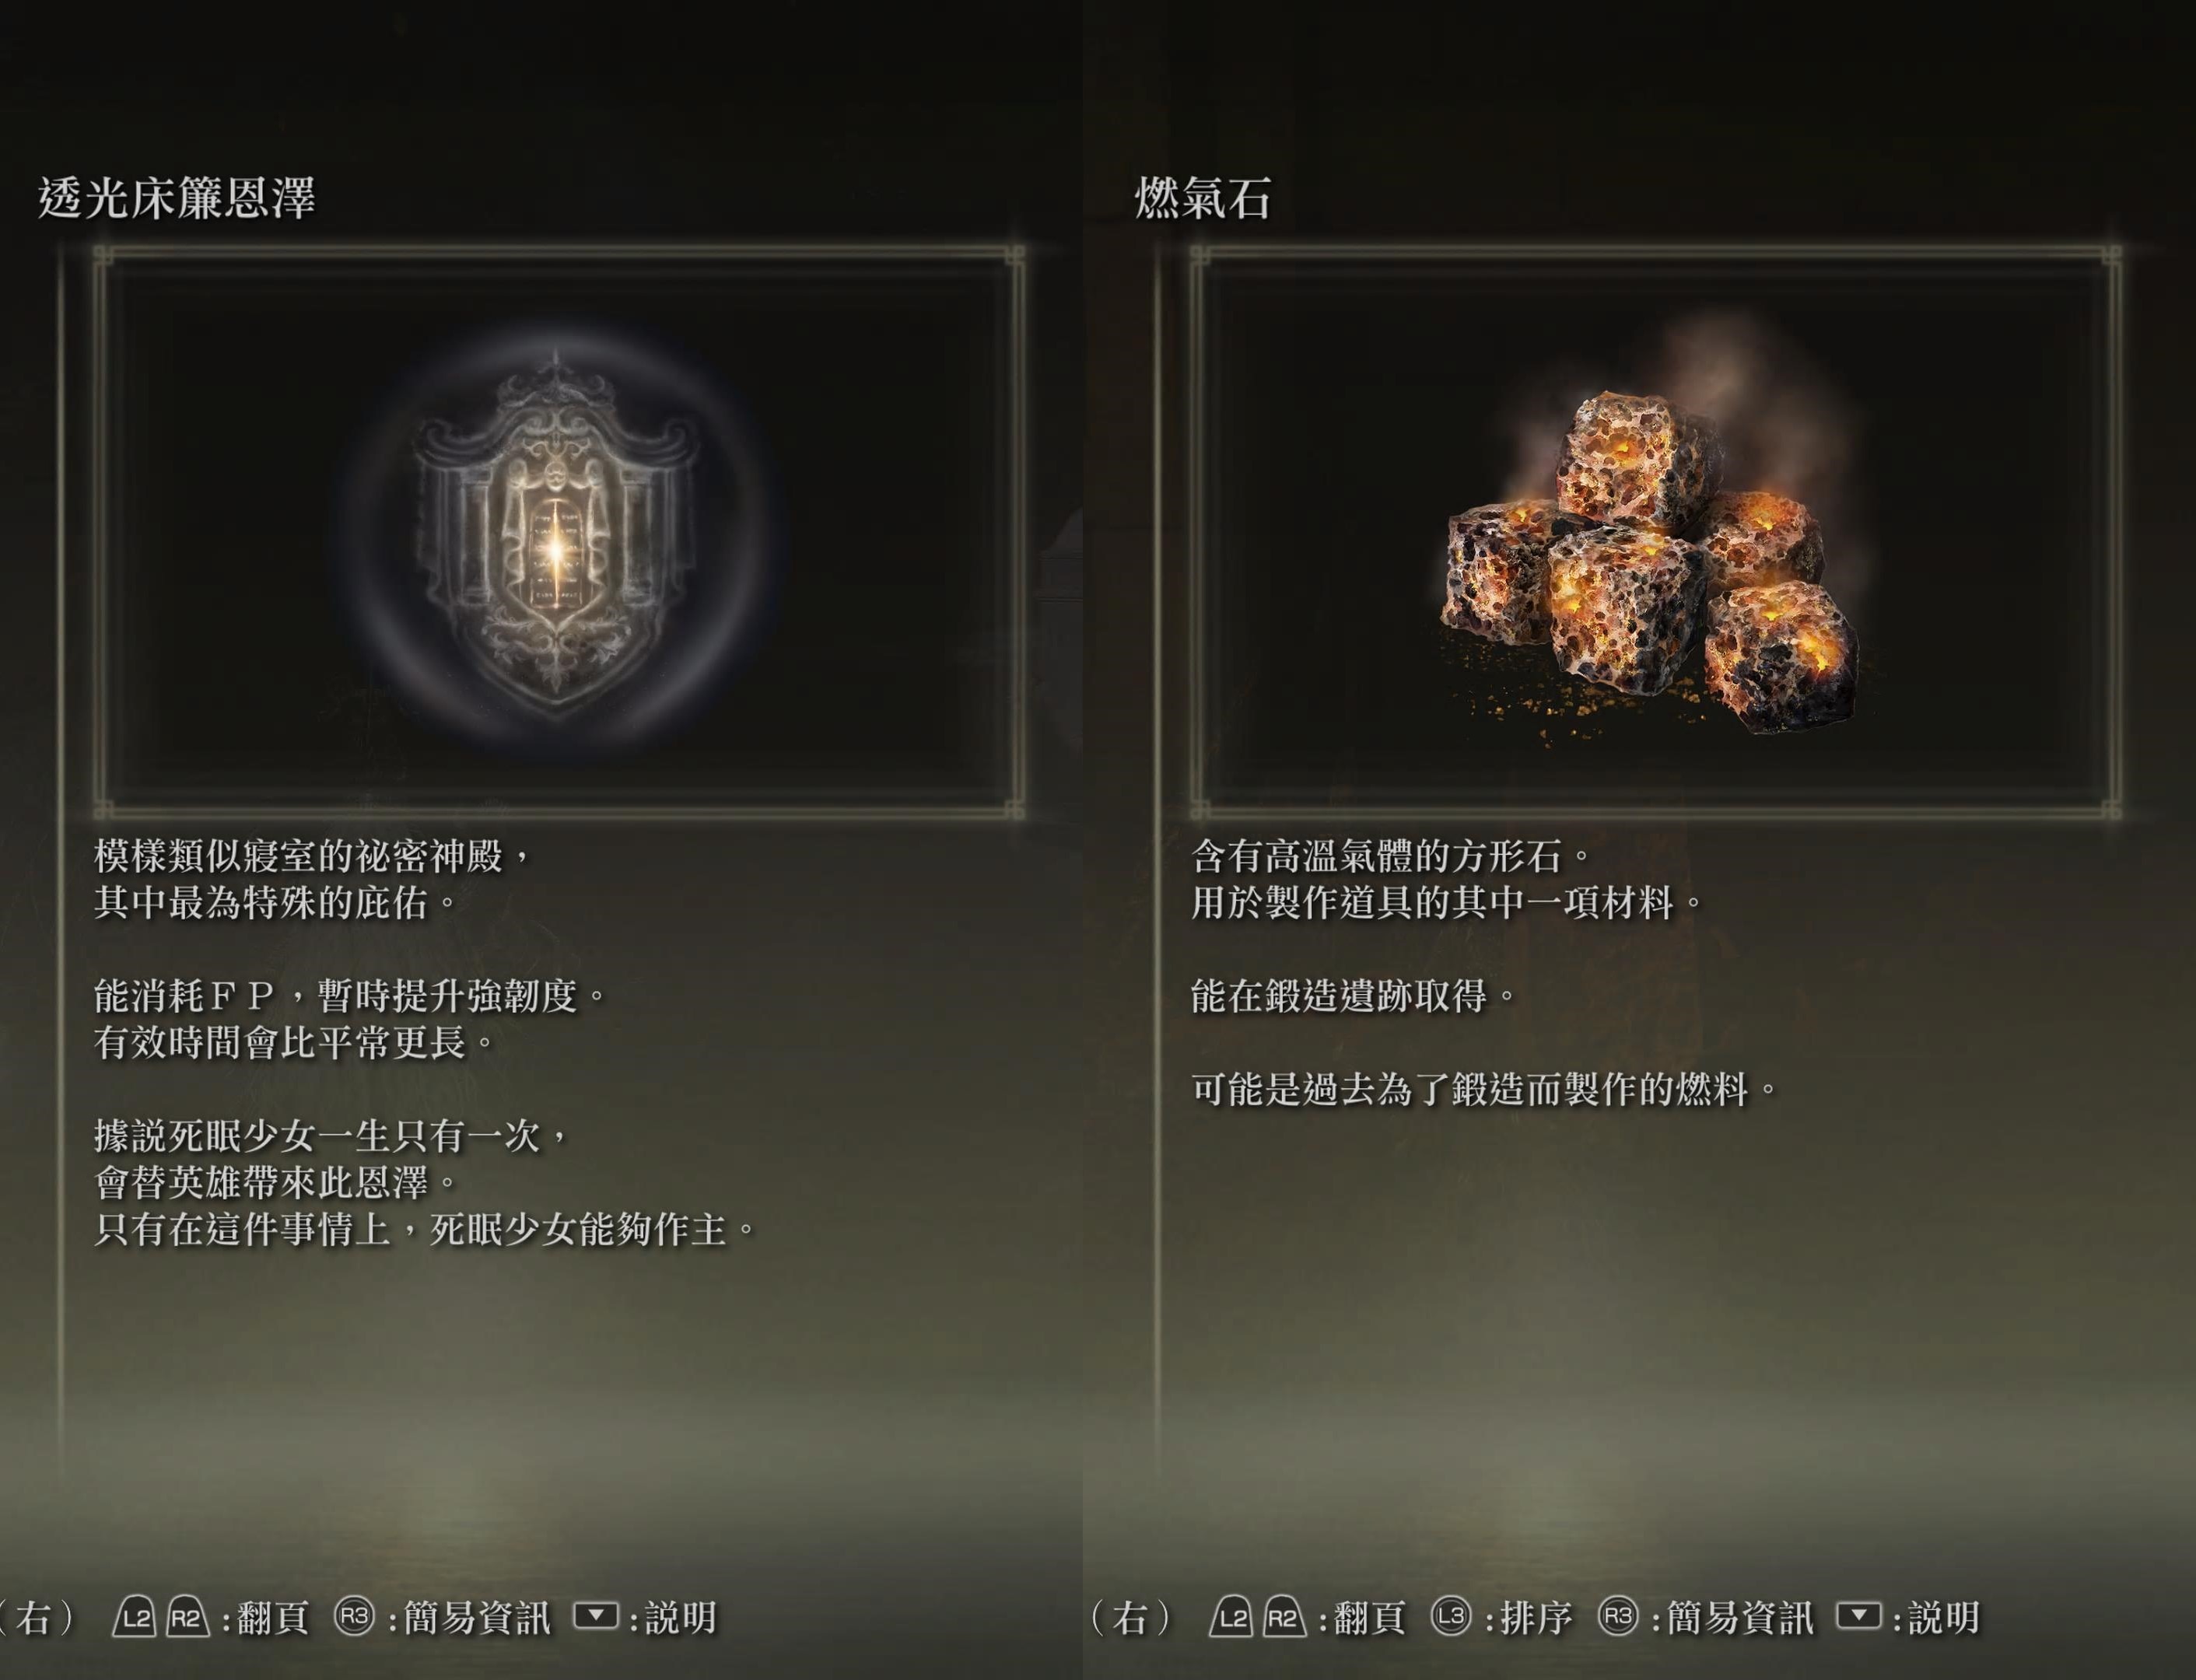 透光床簾恩澤
模樣類似寢室的祕密神殿，
其中最為特殊的庇佑。
能消耗ＦＰ，暫時提升強韌度。
有效時間會比平常更長。
據説死眠少女一生只有一次，
會替英雄帶來此恩澤。
只有在這件事情上，死眠少女能夠作主。
（右） L2 R2 :翻頁 R3 :簡易資訊 :説明
燃氣石
含有高溫氣體的方形石。
用於製作道具的其中一項材料。
能在鍛造遺跡取得。
可能是過去為了鍛造而製作的燃料。
（右） L2 R2 :翻頁 L3 :排序 R3 :簡易資訊 :説明